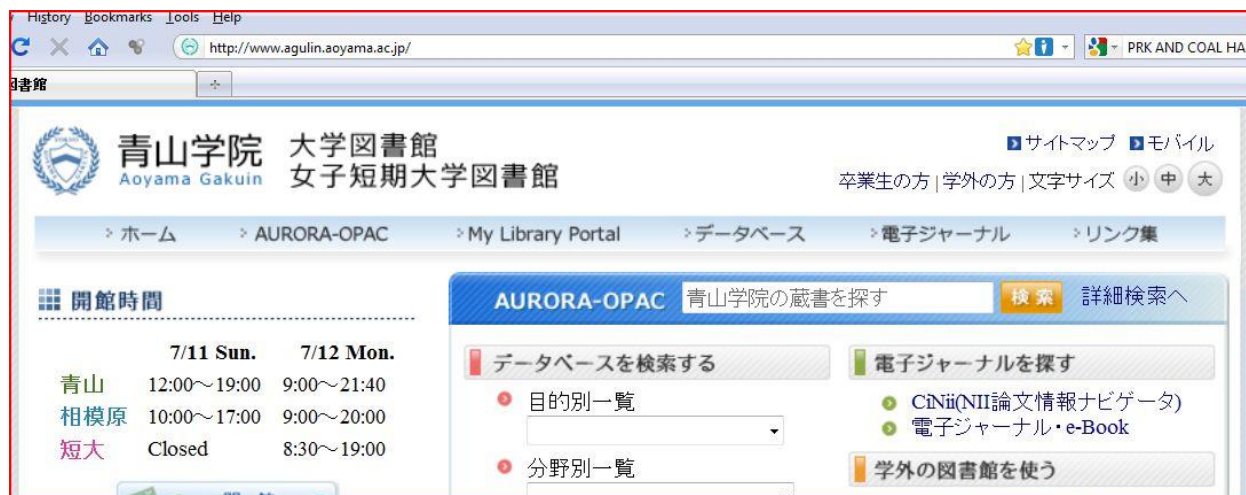 History Bookmarks Tools Help
http://www.agulin.aoyama.ac.jp/
PRK AND COAL HA
書館
青山学院
Aoyama Gakuin
大学図書館
女子短期大学図書館
サイトマップ モバイル
卒業生の方 | 学外の方 | 文字サイズ 小 中 大
ホーム AURORA-OPAC My Library Portal データベース 電子ジャーナル リンク集
開館時間
7/11 Sun. 7/12 Mon.
青山 12:00～19:00 9:00～21:40
相模原 10:00～17:00 9:00～20:00
短大 Closed 8:30～19:00
AURORA-OPAC 青山学院の蔵書を探す 検索 詳細検索へ
データベースを検索する
目的別一覧
分野別一覧
電子ジャーナルを探す
CiNii(NII論文情報ナビゲータ)
電子ジャーナル・e-Book
学外の図書館を使う